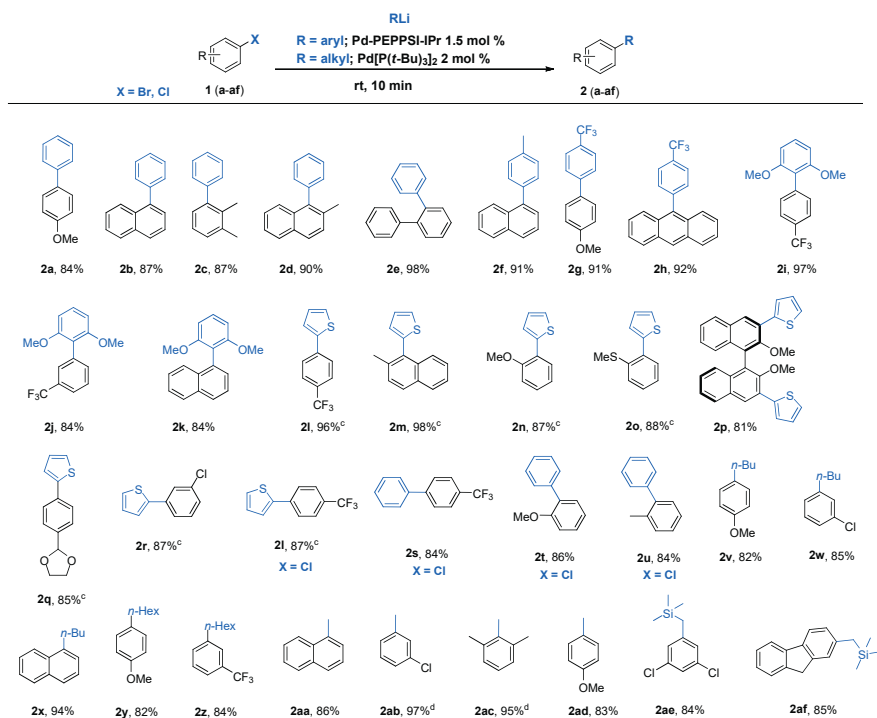 RLi
R = aryl; Pd-PEPPSI-IPr 1.5 mol %
R = alkyl; Pd[P(t-Bu)3]2 2 mol %
rt, 10 min
X
R
R
R
X = Br, Cl
1 (a-af)
2 (a-af)
OMe
CF3
OMe
CF3
MeO
OMe
CF3
2a, 84%
2b, 87%
2c, 87%
2d, 90%
2e, 98%
2f, 91%
2g, 91%
2h, 92%
2i, 97%
MeO
OMe
F3C
MeO
OMe
S
CF3
S
S
MeO
S
MeS
S
OMe
OMe
S
2j, 84%
2k, 84%
2l, 96%c
2m, 98%c
2n, 87%c
2o, 88%c
2p, 81%
S
O
O
S
Cl
S
CF3
CF3
MeO
n-Bu
OMe
n-Bu
Cl
2q, 85%c
2r, 87%c
2l, 87%c
X = Cl
2s, 84%
X = Cl
2t, 86%
X = Cl
2u, 84%
X = Cl
2v, 82%
2w, 85%
n-Bu
n-Hex
OMe
n-Hex
CF3
Cl
OMe
Si
Cl
Cl
Si
2x, 94%
2y, 82%
2z, 84%
2aa, 86%
2ab, 97%d
2ac, 95%d
2ad, 83%
2ae, 84%
2af, 85%